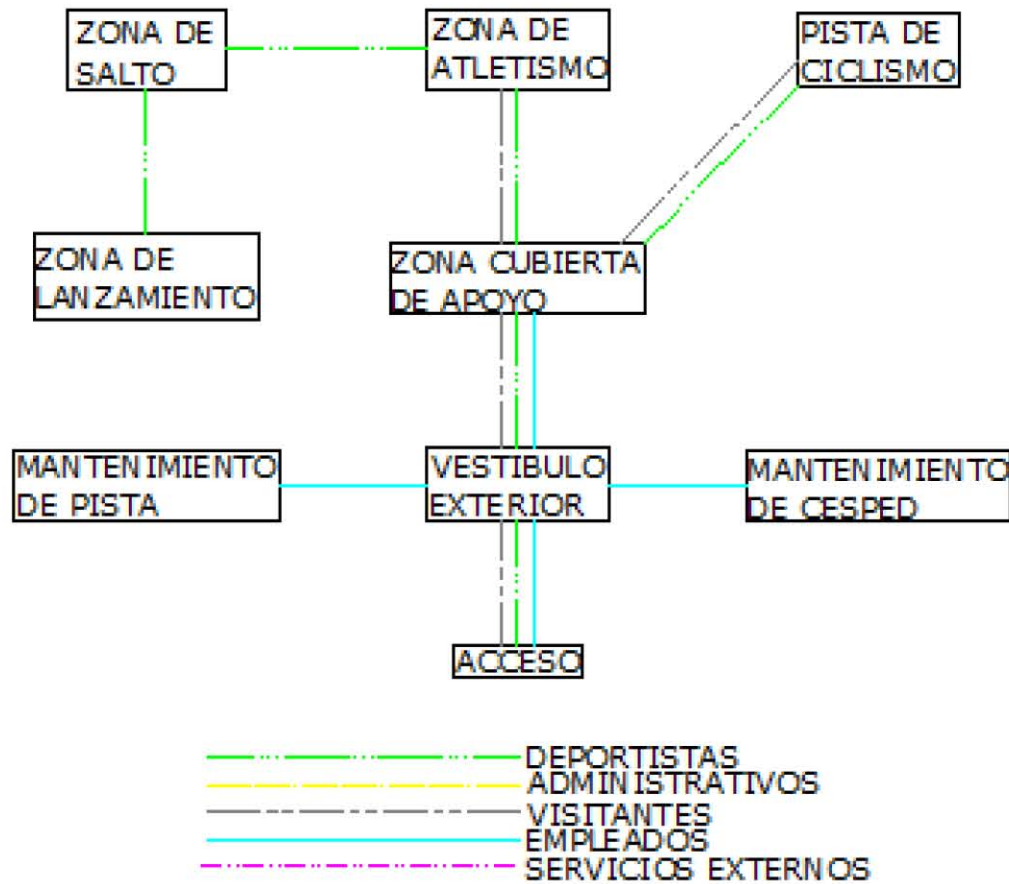 ZONA DE
SALTO
ZONA DE
ATLETISMO
PISTA DE
CICLISMO
ZONA DE
LANZAMIENTO
ZONA CUBIERTA
DE APOYO
MANTENIMIENTO
DE PISTA
VESTIBULO
EXTERIOR
MANTENIMIENTO
DE CESPED
ACCESO
DEPORTISTAS
ADMINISTRATIVOS
VISITANTES
EMPLEADOS
SERVICIOS EXTERNOS